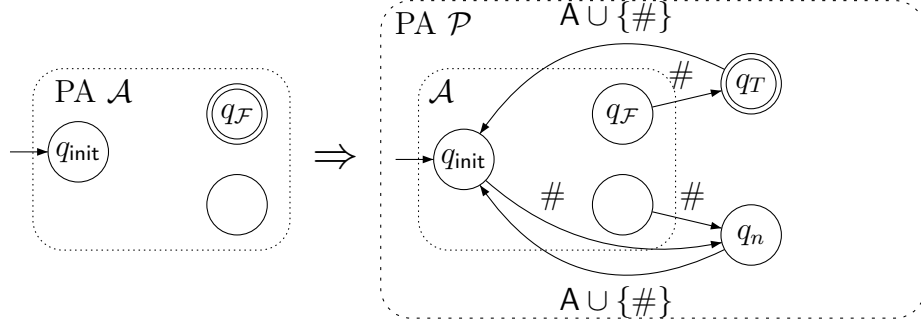 PA 𝒜
q_ℱ
q_init
⇒
PA 𝒫
A ∪ {#}
𝒜
q_ℱ
#
q_T
q_init
#
#
q_n
A ∪ {#}